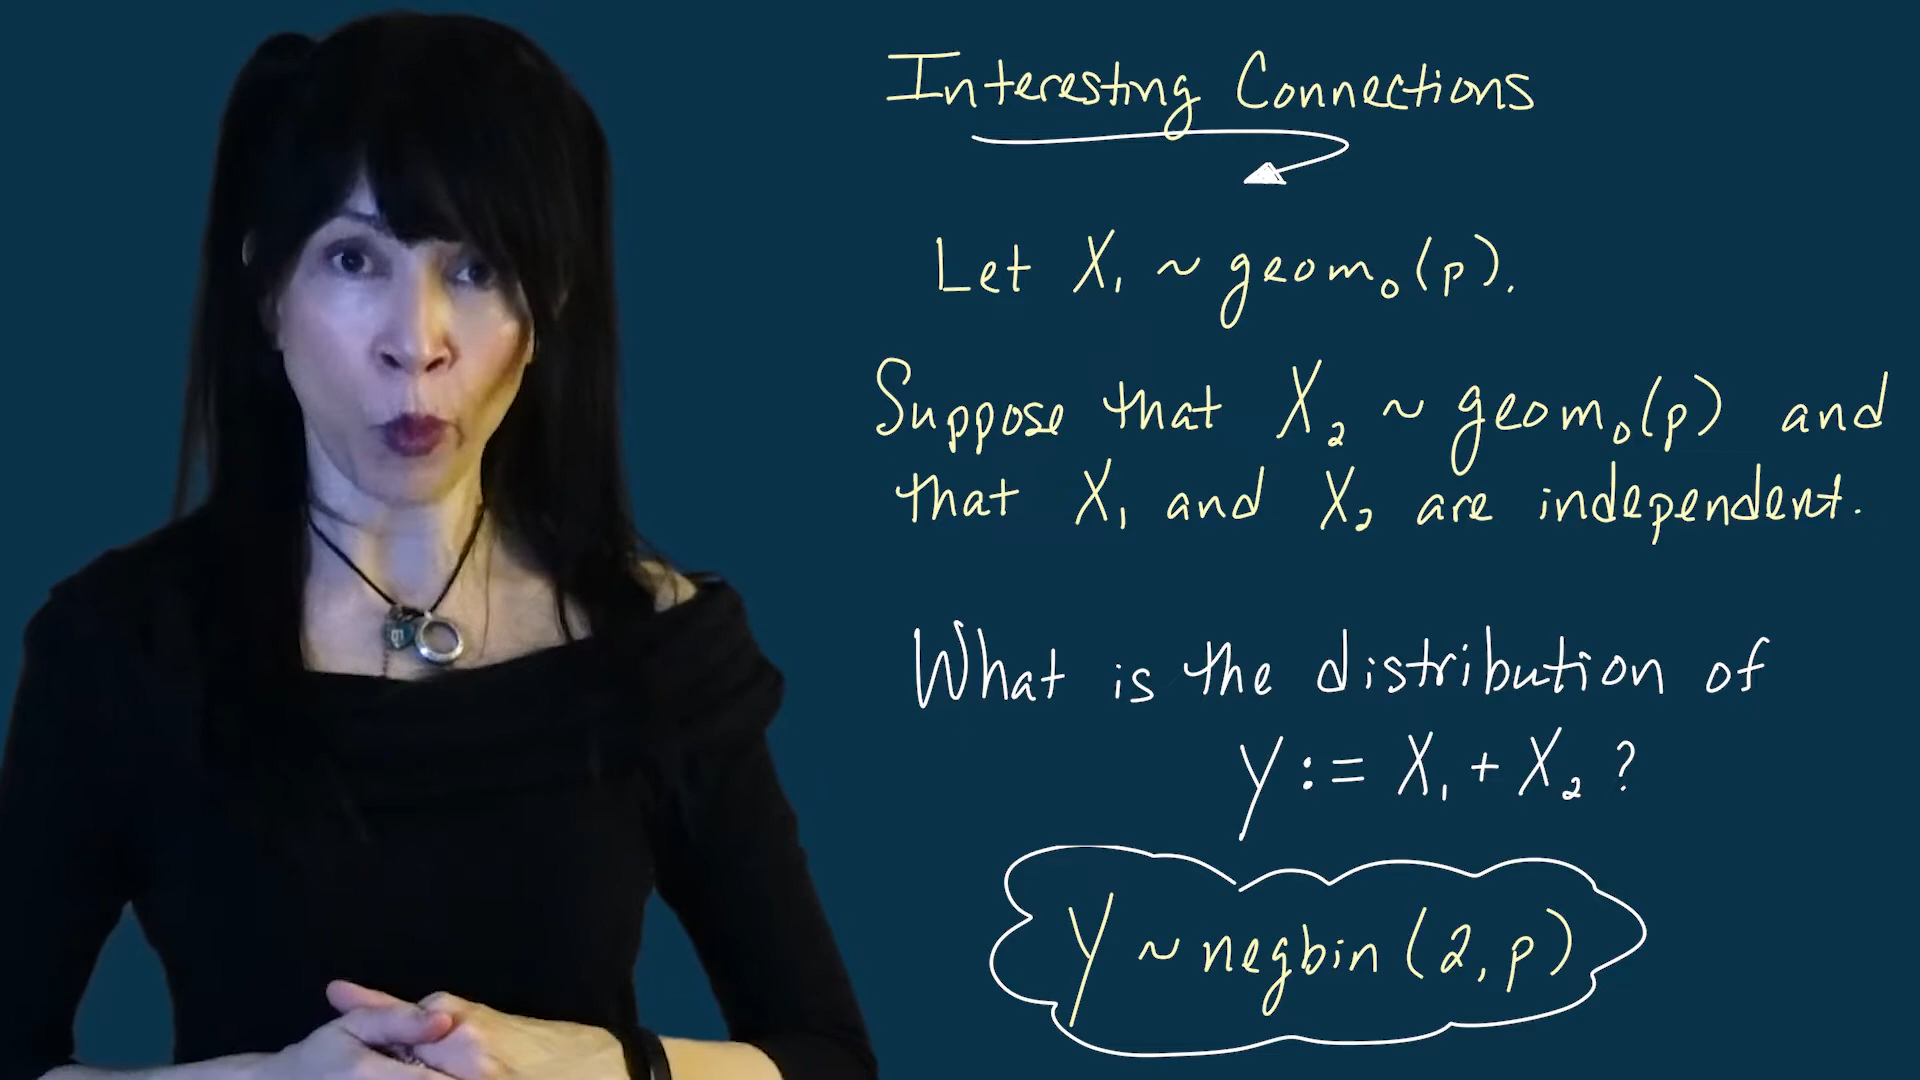 Interesting Connections
Let X₁ ~ geom₀(p).
Suppose that X₂ ~ geom₀(p) and
that X₁ and X₂ are independent.
What is the distribution of
Y := X₁ + X₂ ?
Y ~ negbin(2, p)